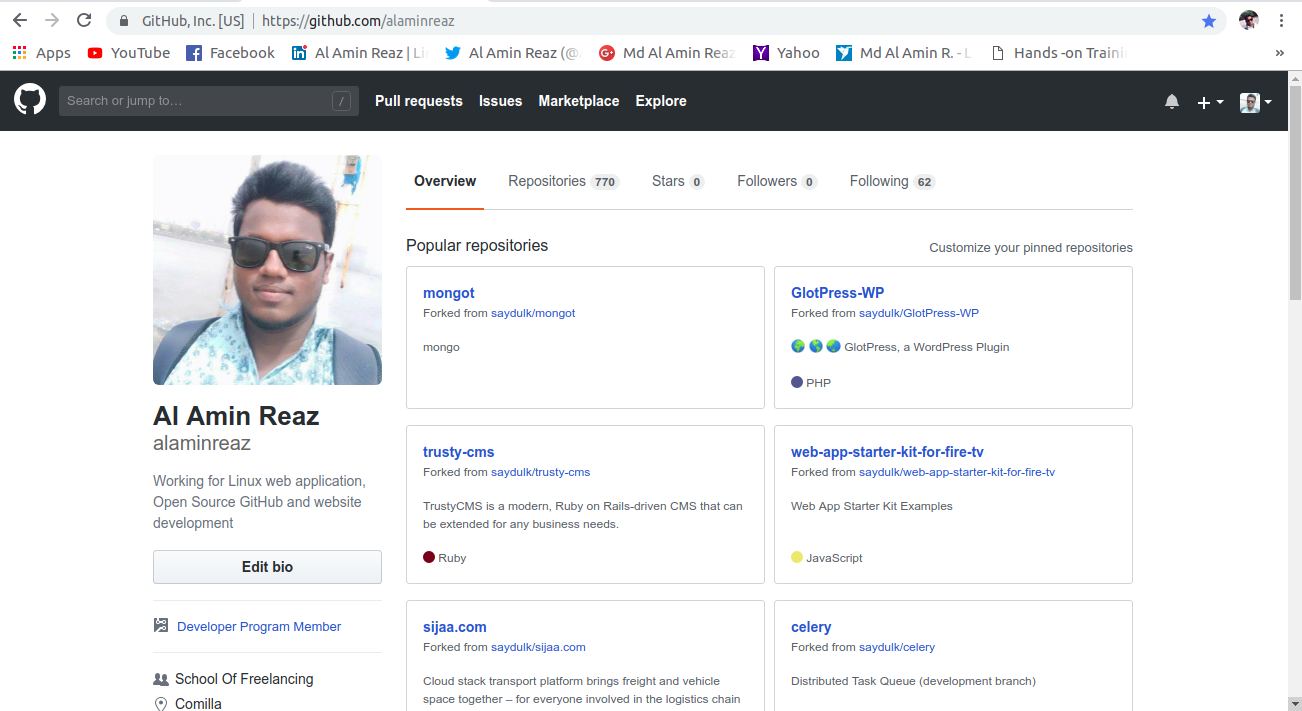 GitHub, Inc. [US] | https://github.com/alaminreaz
Apps YouTube Facebook Al Amin Reaz | Li Al Amin Reaz (@a Md Al Amin Reaz Yahoo Md Al Amin R. - L Hands -on Traini »
Search or jump to… / Pull requests Issues Marketplace Explore
Overview Repositories 770 Stars 0 Followers 0 Following 62
Popular repositories Customize your pinned repositories
mongot
Forked from saydulk/mongot
mongo
GlotPress-WP
Forked from saydulk/GlotPress-WP
🌍 🌎 🌏 GlotPress, a WordPress Plugin
PHP
Al Amin Reaz
alaminreaz
Working for Linux web application,
Open Source GitHub and website
development
Edit bio
Developer Program Member
School Of Freelancing
Comilla
trusty-cms
Forked from saydulk/trusty-cms
TrustyCMS is a modern, Ruby on Rails-driven CMS that can
be extended for any business needs.
Ruby
web-app-starter-kit-for-fire-tv
Forked from saydulk/web-app-starter-kit-for-fire-tv
Web App Starter Kit Examples
JavaScript
sijaa.com
Forked from saydulk/sijaa.com
Cloud stack transport platform brings freight and vehicle
space together – for everyone involved in the logistics chain
celery
Forked from saydulk/celery
Distributed Task Queue (development branch)